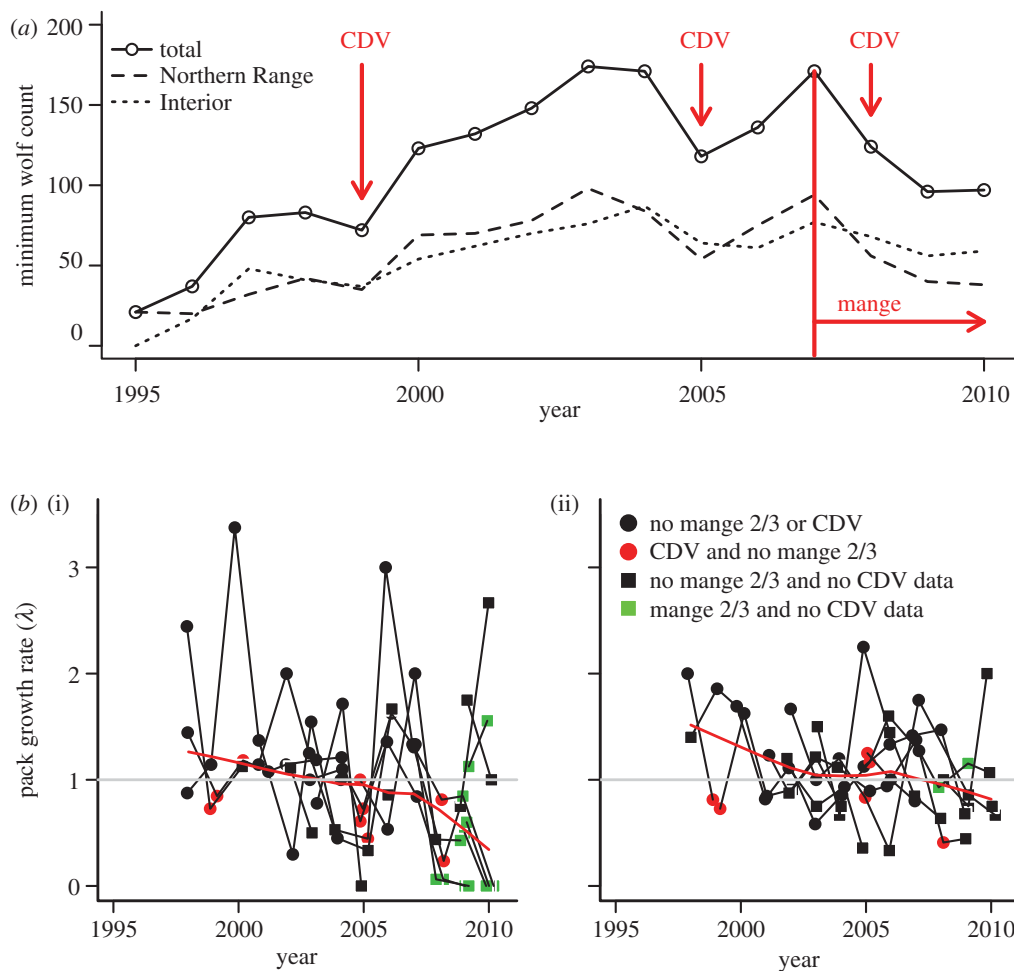 (a)
200
150
100
50
0
minimum wolf count
total
Northern Range
Interior
CDV
CDV
CDV
mange
1995
2000
2005
2010
year
(b) (i)
3
2
1
0
pack growth rate (λ)
1995
2000
2005
2010
year
(ii)
no mange 2/3 or CDV
CDV and no mange 2/3
no mange 2/3 and no CDV data
mange 2/3 and no CDV data
1995
2000
2005
2010
year